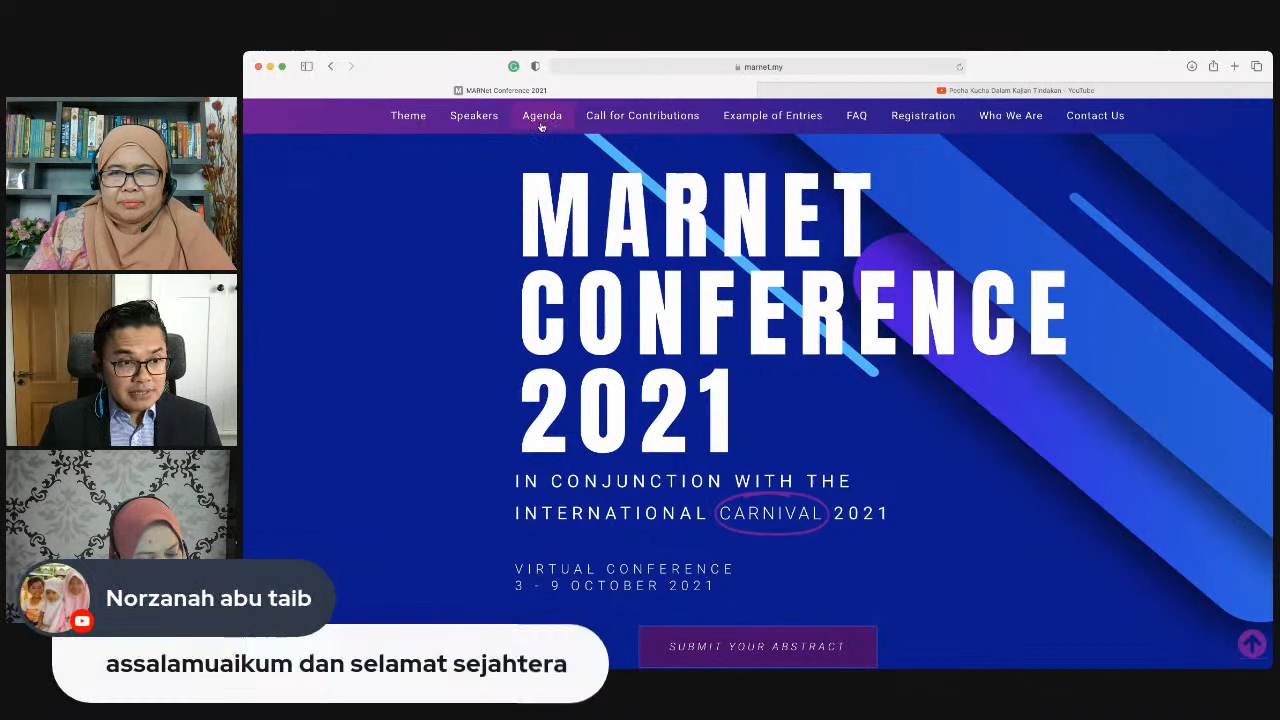 marnet.my
MARNet Conference 2021
Pecha Kucha Dalam Kajian Tindakan - YouTube
Theme Speakers Agenda Call for Contributions Example of Entries FAQ Registration Who We Are Contact Us
MARNET
CONFERENCE
2021
IN CONJUNCTION WITH THE
INTERNATIONAL CARNIVAL 2021
VIRTUAL CONFERENCE
3 - 9 OCTOBER 2021
SUBMIT YOUR ABSTRACT
Norzanah abu taib
assalamuaikum dan selamat sejahtera